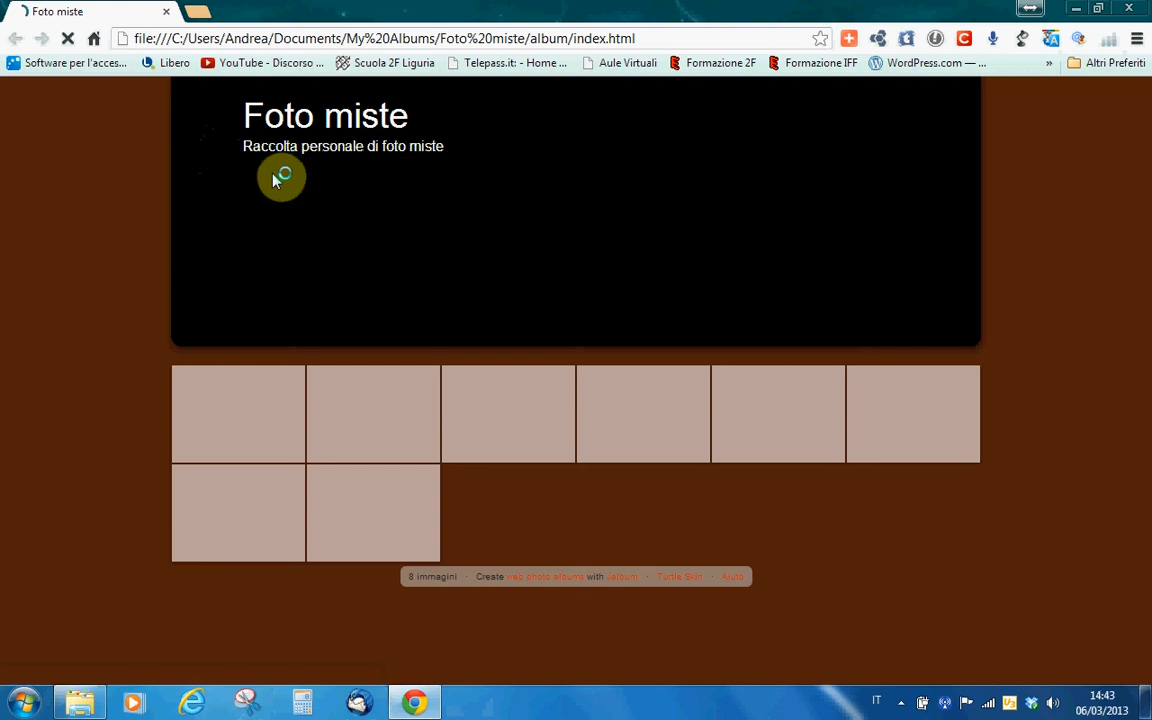 Foto miste
file:///C:/Users/Andrea/Documents/My%20Albums/Foto%20miste/album/index.html
Software per l'acces... Libero YouTube - Discorso ... Scuola 2F Liguria Telepass.it: - Home ... Aule Virtuali Formazione 2F Formazione IFF WordPress.com — ... » Altri Preferiti
Foto miste
Raccolta personale di foto miste
8 immagini · Create web photo albums with Jalbum · Turtle Skin · Aiuto
IT
14:43
06/03/2013